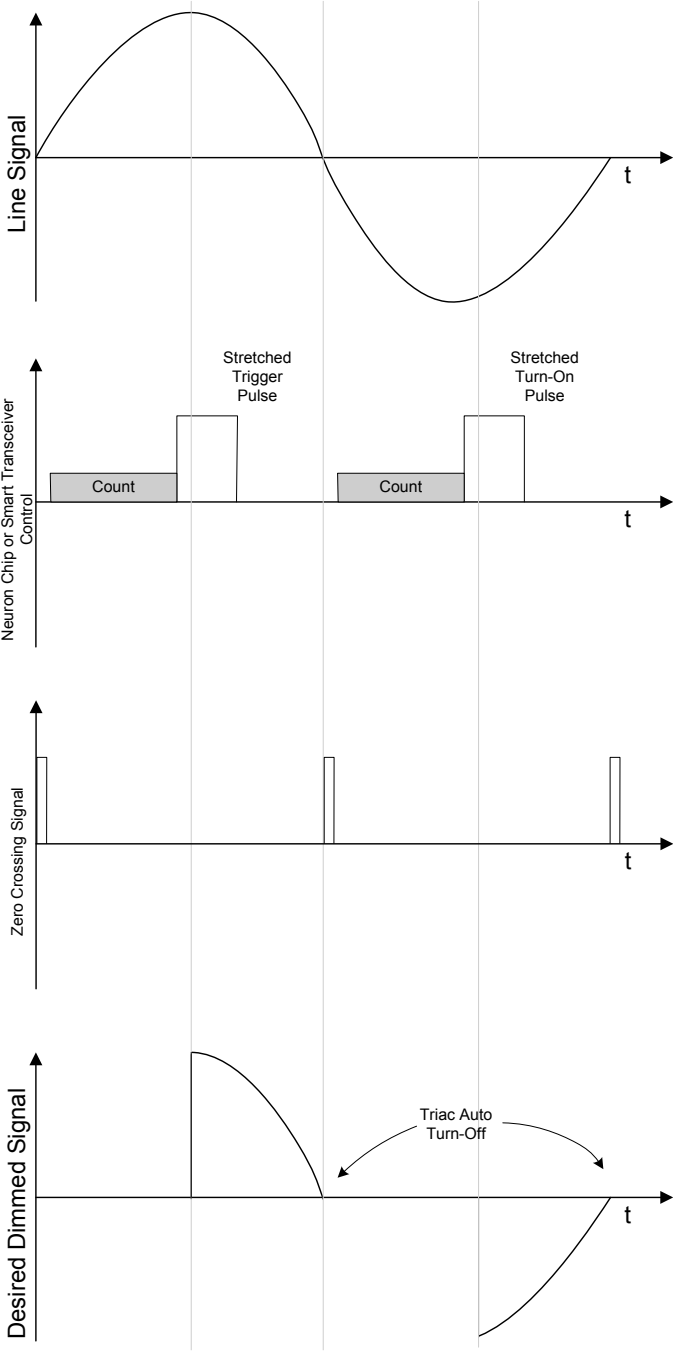 Line Signal
t
Neuron Chip or Smart Transceiver
Control
Stretched
Trigger
Pulse
Stretched
Turn-On
Pulse
Count
Count
t
Zero Crossing Signal
t
Desired Dimmed Signal
Triac Auto
Turn-Off
t